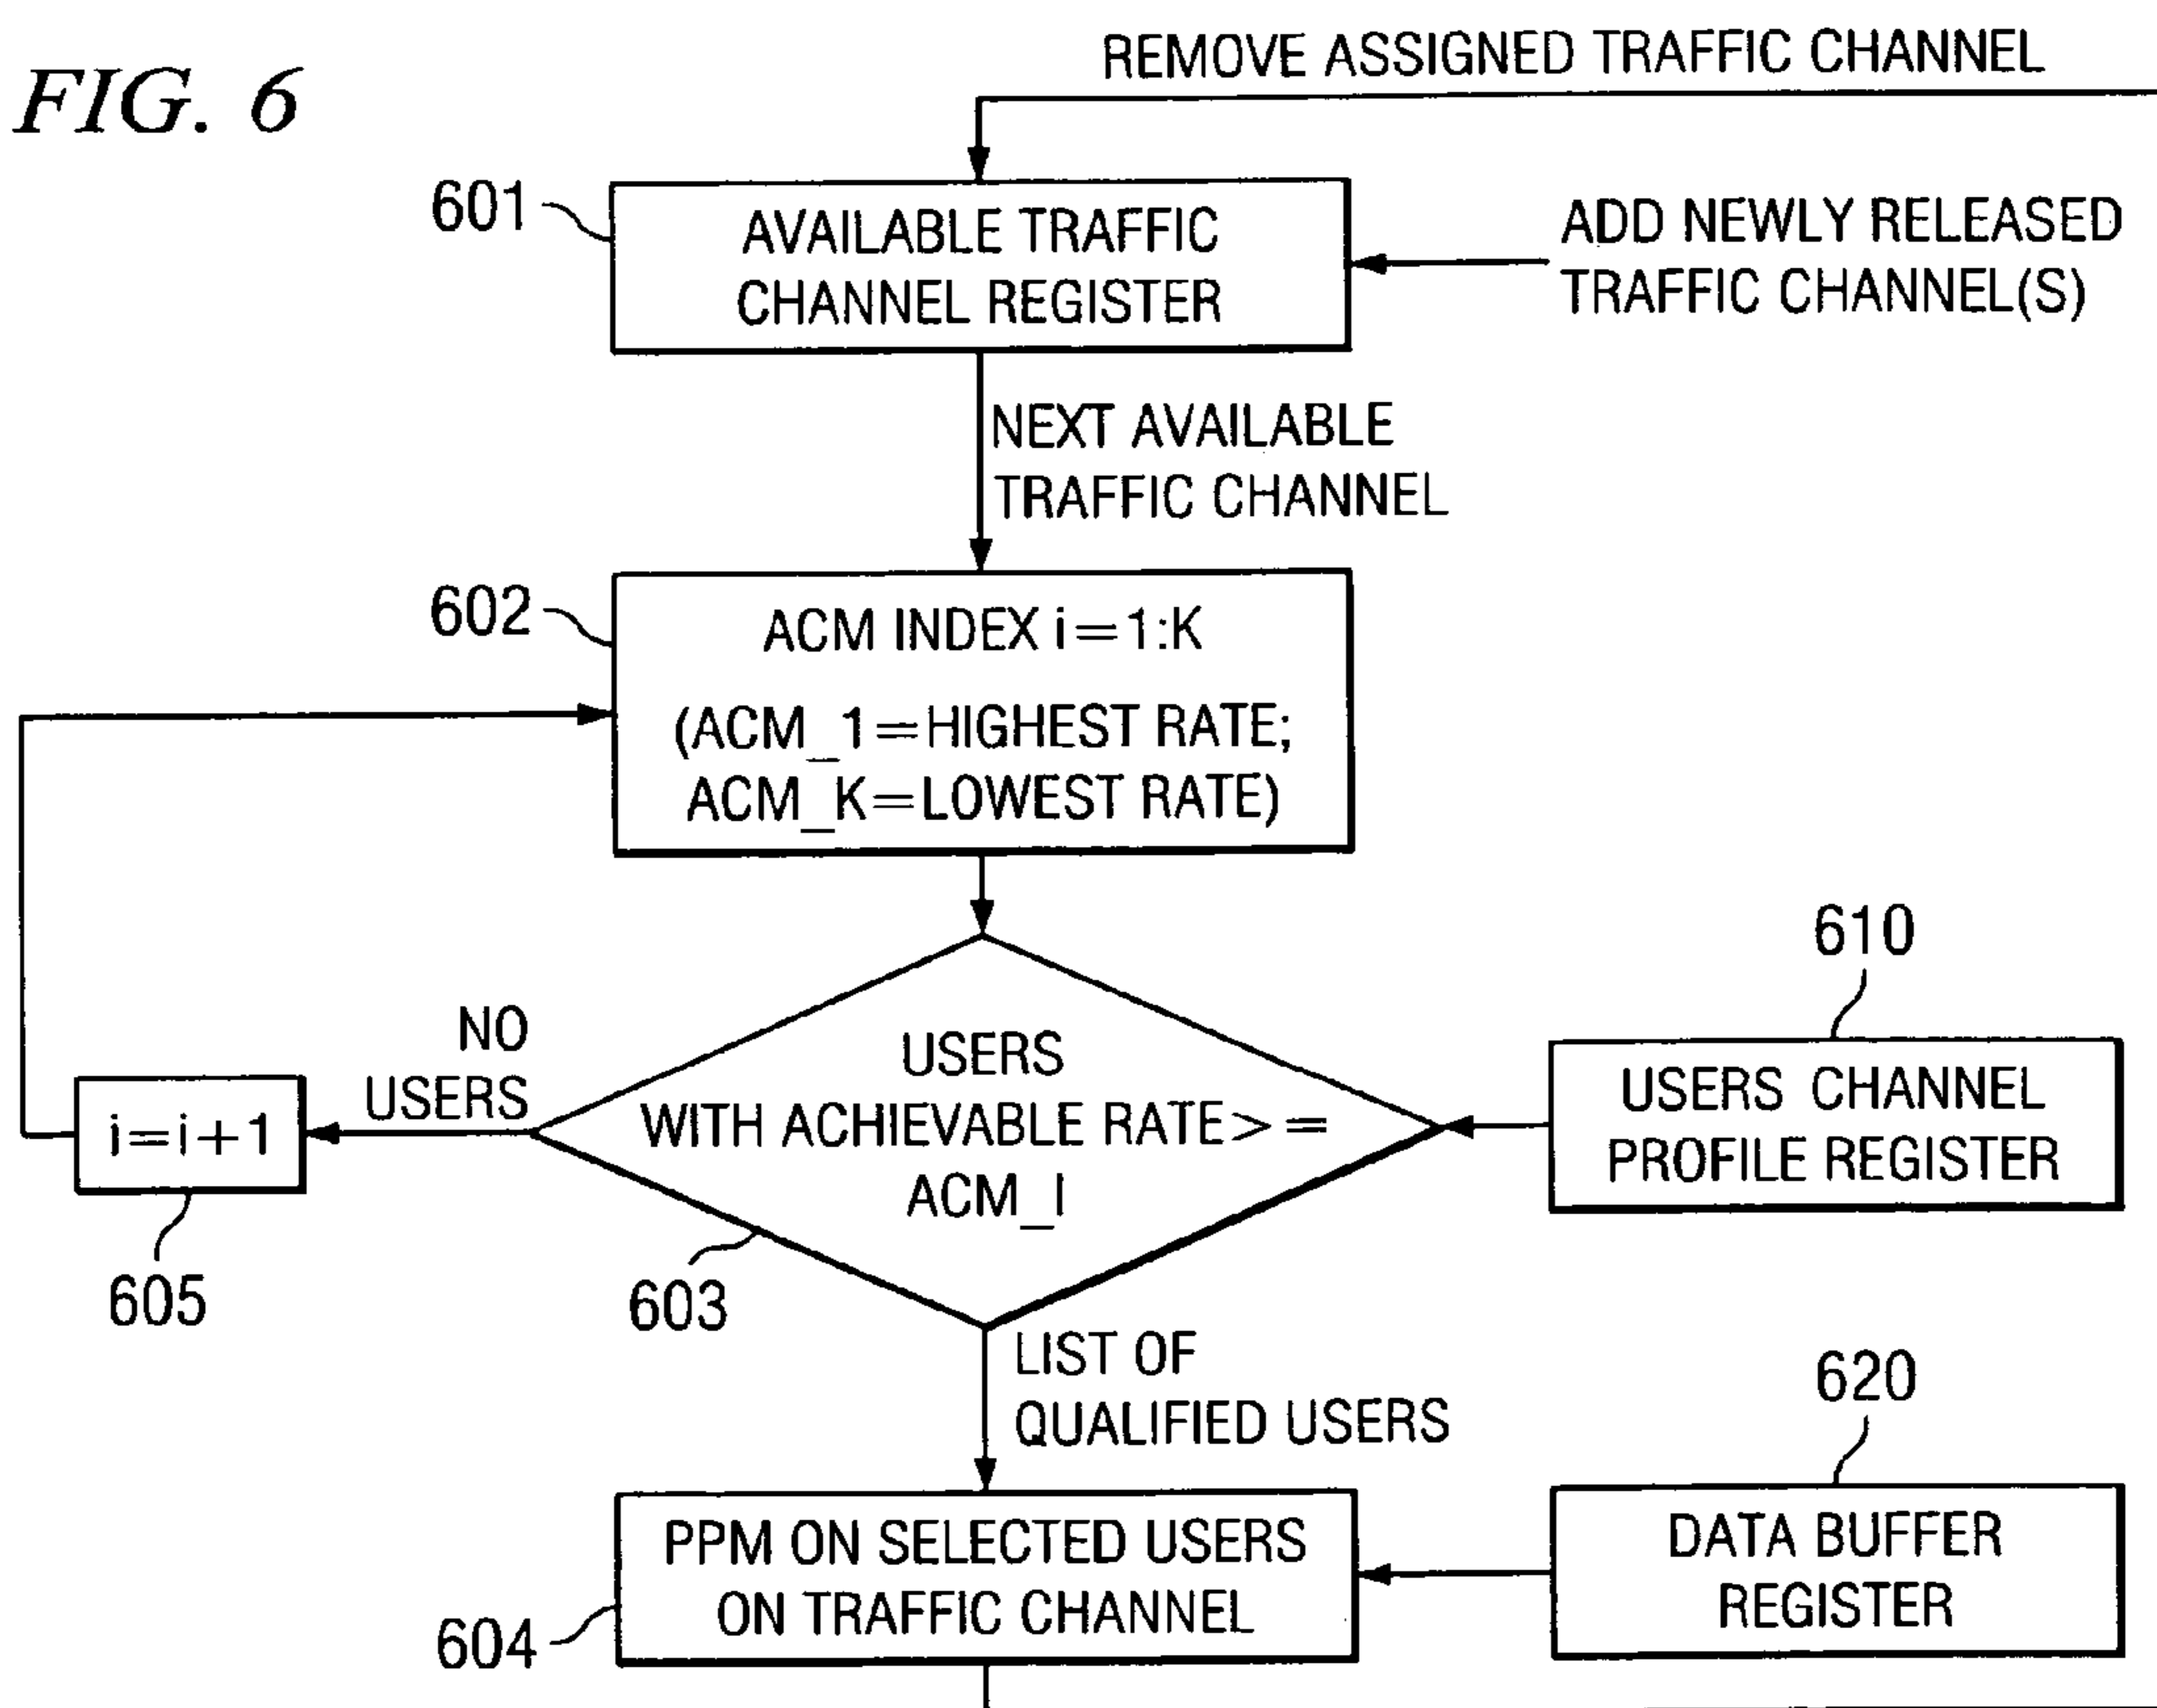 FIG. 6
REMOVE ASSIGNED TRAFFIC CHANNEL
601
AVAILABLE TRAFFIC
CHANNEL REGISTER
ADD NEWLY RELEASED
TRAFFIC CHANNEL(S)
NEXT AVAILABLE
TRAFFIC CHANNEL
602
ACM INDEX i=1:K
(ACM_1=HIGHEST RATE;
ACM_K=LOWEST RATE)
610
NO
USERS
USERS
WITH ACHIEVABLE RATE>=
ACM_I
USERS CHANNEL
PROFILE REGISTER
i=i+1
605
603
LIST OF
QUALIFIED USERS
620
PPM ON SELECTED USERS
ON TRAFFIC CHANNEL
DATA BUFFER
REGISTER
604